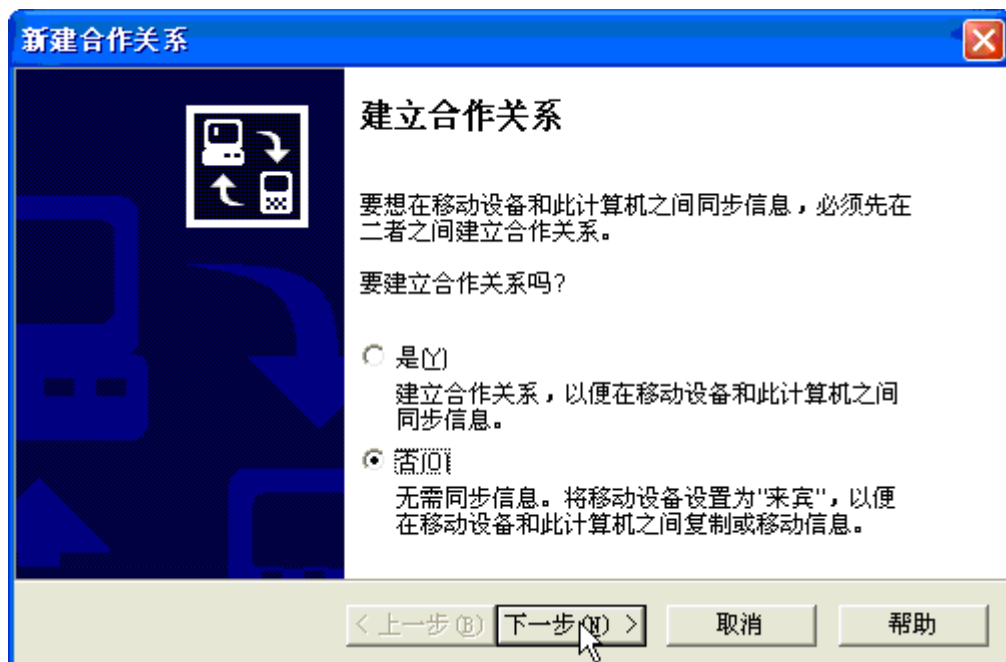 新建合作关系
建立合作关系
要想在移动设备和此计算机之间同步信息，必须先在
二者之间建立合作关系。
要建立合作关系吗?
是(Y)
建立合作关系，以便在移动设备和此计算机之间
同步信息。
否(O)
无需同步信息。将移动设备设置为"来宾"，以便
在移动设备和此计算机之间复制或移动信息。
< 上一步(B) 下一步(N) > 取消 帮助